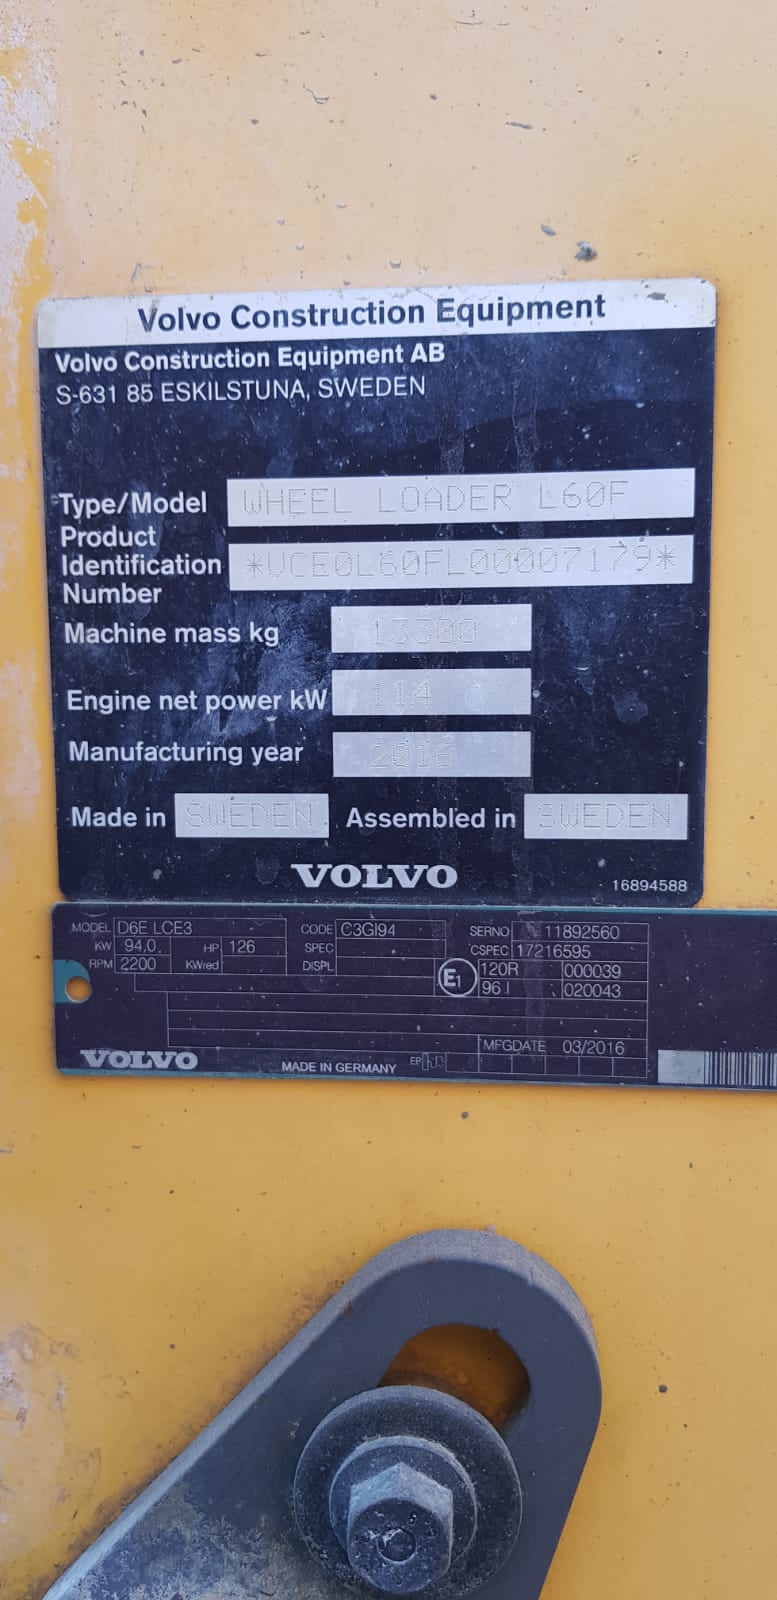 Volvo Construction Equipment
Volvo Construction Equipment AB
S-631 85 ESKILSTUNA, SWEDEN
Type/Model WHEEL LOADER L60F
Product
Identification *VCE0L60FL00007179*
Number
Machine mass kg 13300
Engine net power kW 114
Manufacturing year 2016
Made in SWEDEN Assembled in SWEDEN
VOLVO
16894588
MODEL D6E LCE3 CODE C3GI94 SERNO 11892560
KW 94,0 HP 126 SPEC CSPEC 17216595
RPM 2200 KWred DISPL E1 120R 000039
96 I 020043
MFGDATE 03/2016
VOLVO MADE IN GERMANY EP